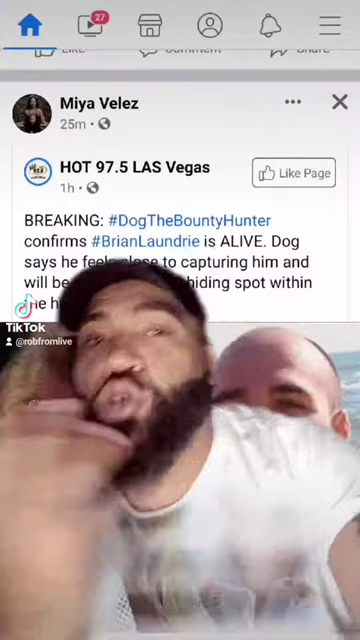 27
Like
Comment
Share
Miya Velez
25m
HOT 97.5 LAS Vegas
1h
Like Page
BREAKING: #DogTheBountyHunter
confirms #BrianLaundrie is ALIVE. Dog
says he feels close to capturing him and
will be hiding spot within
TikTok
@robfromlive